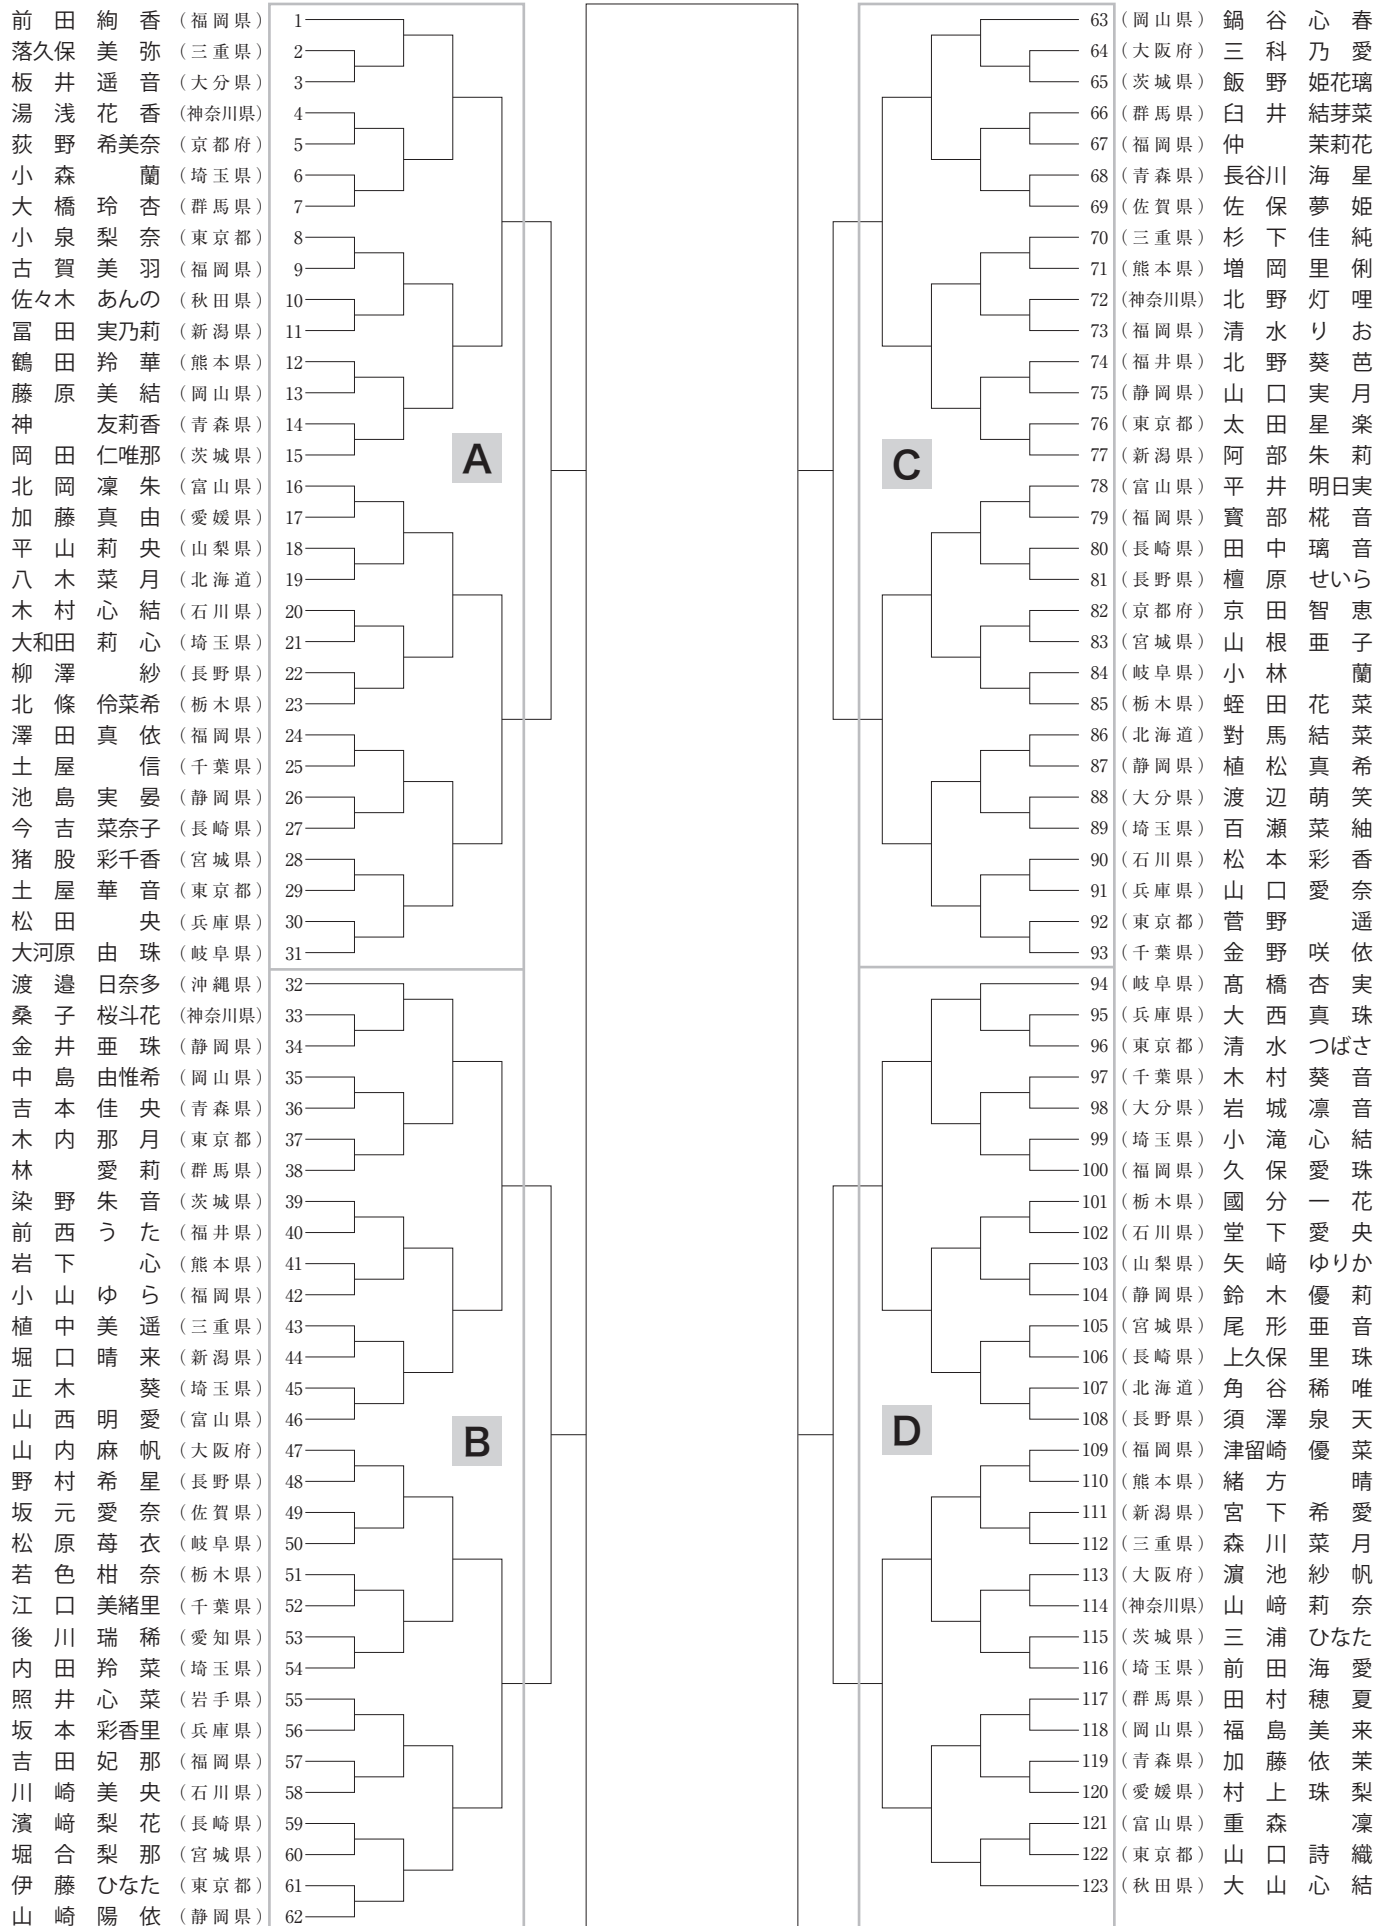 前田 絢香 (福岡県) 1
落久保 美弥 (三重県) 2
板井 遥音 (大分県) 3
湯浅 花香 (神奈川県) 4
荻野 希美奈 (京都府) 5
小森 蘭 (埼玉県) 6
大橋 玲杏 (群馬県) 7
小泉 梨奈 (東京都) 8
古賀 美羽 (福岡県) 9
佐々木 あんの (秋田県) 10
冨田 実乃莉 (新潟県) 11
鶴田 羚華 (熊本県) 12
藤原 美結 (岡山県) 13
神 友莉香 (青森県) 14
岡田 仁唯那 (茨城県) 15
北岡 凜朱 (富山県) 16
加藤 真由 (愛媛県) 17
平山 莉央 (山梨県) 18
八木 菜月 (北海道) 19
木村 心結 (石川県) 20
大和田 莉心 (埼玉県) 21
柳澤 紗 (長野県) 22
北條 伶菜希 (栃木県) 23
澤田 真依 (福岡県) 24
土屋 信 (千葉県) 25
池島 実晏 (静岡県) 26
今吉 菜奈子 (長崎県) 27
猪股 彩千香 (宮城県) 28
土屋 華音 (東京都) 29
松田 央 (兵庫県) 30
大河原 由珠 (岐阜県) 31
A
渡邉 日奈多 (沖縄県) 32
桑子 桜斗花 (神奈川県) 33
金井 亜珠 (静岡県) 34
中島 由惟希 (岡山県) 35
吉本 佳央 (青森県) 36
木内 那月 (東京都) 37
林 愛莉 (群馬県) 38
染野 朱音 (茨城県) 39
前西 うた (福井県) 40
岩下 心 (熊本県) 41
小山 ゆら (福岡県) 42
植中 美遥 (三重県) 43
堀口 晴来 (新潟県) 44
正木 葵 (埼玉県) 45
山西 明愛 (富山県) 46
山内 麻帆 (大阪府) 47
野村 希星 (長野県) 48
坂元 愛奈 (佐賀県) 49
松原 苺衣 (岐阜県) 50
若色 柑奈 (栃木県) 51
江口 美緒里 (千葉県) 52
後川 瑞稀 (愛知県) 53
内田 羚菜 (埼玉県) 54
照井 心菜 (岩手県) 55
坂本 彩香里 (兵庫県) 56
吉田 妃那 (福岡県) 57
川崎 美央 (石川県) 58
濱﨑 梨花 (長崎県) 59
堀合 梨那 (宮城県) 60
伊藤 ひなた (東京都) 61
山崎 陽依 (静岡県) 62
B
63 (岡山県) 鍋谷 心春
64 (大阪府) 三科 乃愛
65 (茨城県) 飯野 姫花璃
66 (群馬県) 臼井 結芽菜
67 (福岡県) 仲 茉莉花
68 (青森県) 長谷川 海星
69 (佐賀県) 佐保 夢姫
70 (三重県) 杉下 佳純
71 (熊本県) 増岡 里俐
72 (神奈川県) 北野 灯哩
73 (福岡県) 清水 りお
74 (福井県) 北野 葵芭
75 (静岡県) 山口 実月
76 (東京都) 太田 星楽
77 (新潟県) 阿部 朱莉
78 (富山県) 平井 明日実
79 (福岡県) 寳部 椛音
80 (長崎県) 田中 璃音
81 (長野県) 檀原 せいら
82 (京都府) 京田 智恵
83 (宮城県) 山根 亜子
84 (岐阜県) 小林 蘭
85 (栃木県) 蛭田 花菜
86 (北海道) 對馬 結菜
87 (静岡県) 植松 真希
88 (大分県) 渡辺 萌笑
89 (埼玉県) 百瀬 菜紬
90 (石川県) 松本 彩香
91 (兵庫県) 山口 愛奈
92 (東京都) 菅野 遥
93 (千葉県) 金野 咲依
C
94 (岐阜県) 髙橋 杏実
95 (兵庫県) 大西 真珠
96 (東京都) 清水 つばさ
97 (千葉県) 木村 葵音
98 (大分県) 岩城 凛音
99 (埼玉県) 小滝 心結
100 (福岡県) 久保 愛珠
101 (栃木県) 國分 一花
102 (石川県) 堂下 愛央
103 (山梨県) 矢﨑 ゆりか
104 (静岡県) 鈴木 優莉
105 (宮城県) 尾形 亜音
106 (長崎県) 上久保 里珠
107 (北海道) 角谷 稀唯
108 (長野県) 須澤 泉天
109 (福岡県) 津留崎 優菜
110 (熊本県) 緒方 晴
111 (新潟県) 宮下 希愛
112 (三重県) 森川 菜月
113 (大阪府) 濵池 紗帆
114 (神奈川県) 山﨑 莉奈
115 (茨城県) 三浦 ひなた
116 (埼玉県) 前田 海愛
117 (群馬県) 田村 穂夏
118 (岡山県) 福島 美来
119 (青森県) 加藤 依茉
120 (愛媛県) 村上 珠梨
121 (富山県) 重森 凜
122 (東京都) 山口 詩織
123 (秋田県) 大山 心結
D